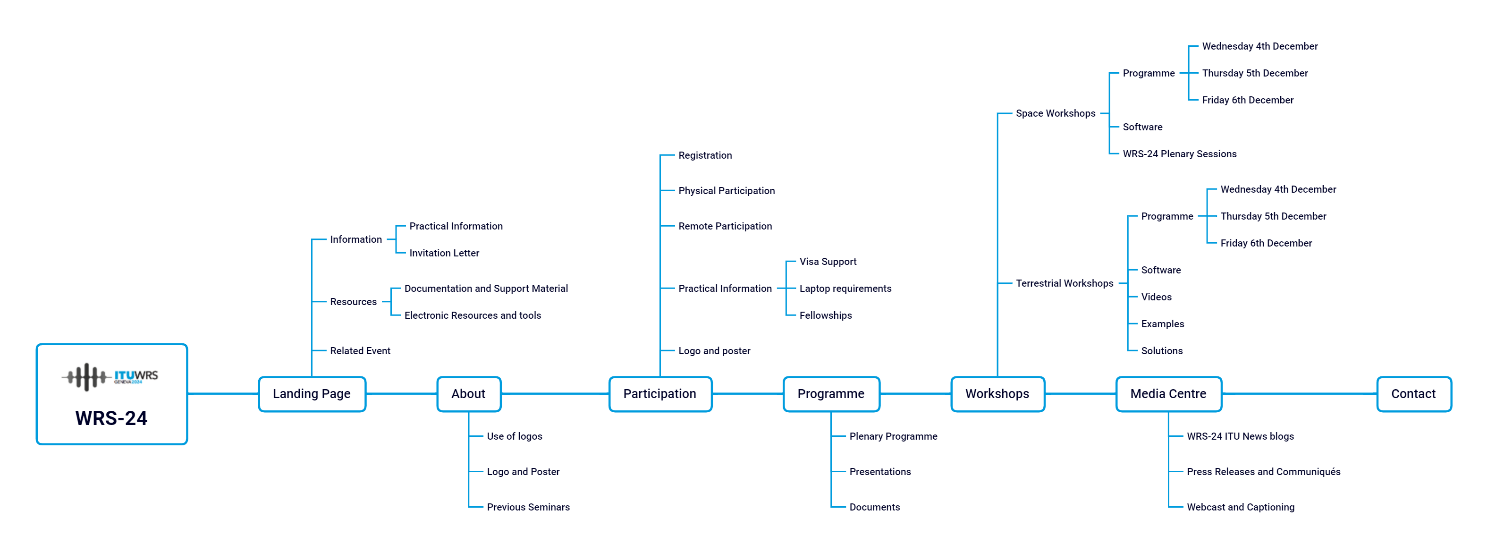 ITUWRS
GENEVA2024
WRS-24
Landing Page
Information
Practical Information
Invitation Letter
Resources
Documentation and Support Material
Electronic Resources and tools
Related Event
About
Use of logos
Logo and Poster
Previous Seminars
Participation
Registration
Physical Participation
Remote Participation
Practical Information
Visa Support
Laptop requirements
Fellowships
Logo and poster
Programme
Plenary Programme
Presentations
Documents
Workshops
Space Workshops
Programme
Wednesday 4th December
Thursday 5th December
Friday 6th December
Software
WRS-24 Plenary Sessions
Terrestrial Workshops
Programme
Wednesday 4th December
Thursday 5th December
Friday 6th December
Software
Videos
Examples
Solutions
Media Centre
WRS-24 ITU News blogs
Press Releases and Communiqués
Webcast and Captioning
Contact